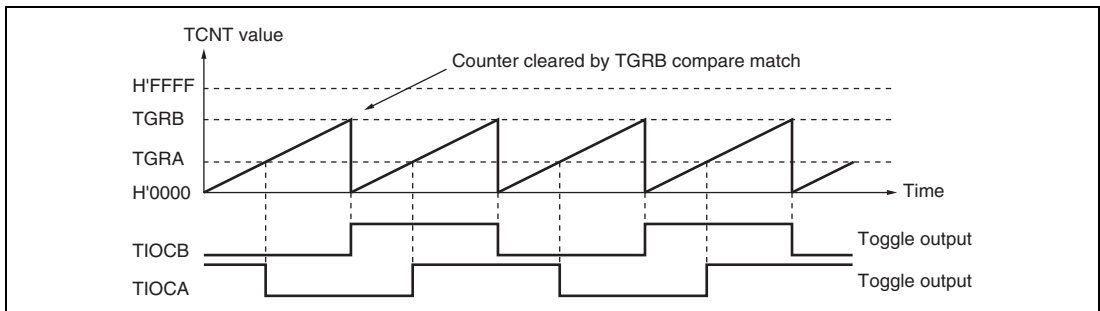 TCNT value
Counter cleared by TGRB compare match
H'FFFF
TGRB
TGRA
H'0000
Time
TIOCB
Toggle output
TIOCA
Toggle output